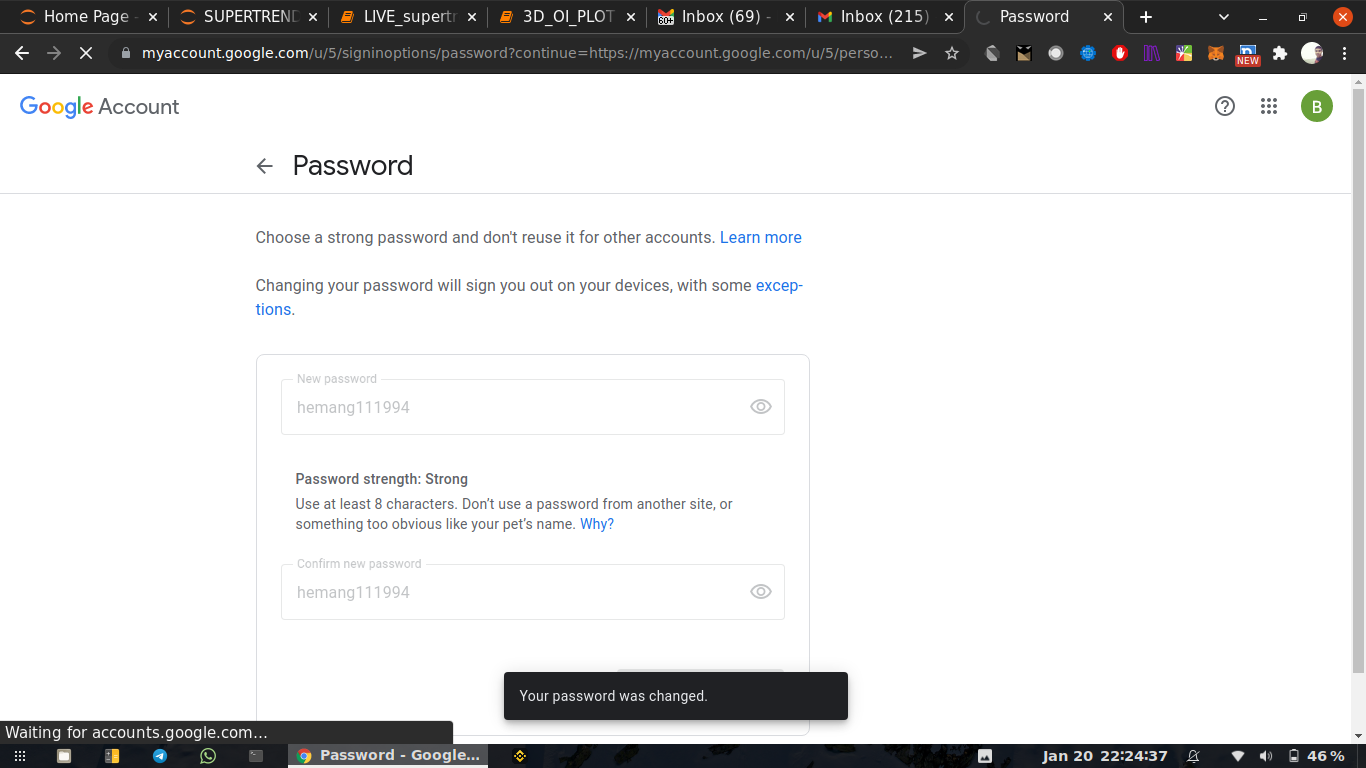 Home Page -
SUPERTREND
LIVE_supertr
3D_OI_PLOT
60+
Inbox (69) -
Inbox (215)
Password
myaccount.google.com/u/5/signinoptions/password?continue=https://myaccount.google.com/u/5/perso...
NEW
Google Account
B
Password
Choose a strong password and don't reuse it for other accounts. Learn more
Changing your password will sign you out on your devices, with some excep-
tions.
New password
hemang111994
Password strength: Strong
Use at least 8 characters. Don’t use a password from another site, or
something too obvious like your pet’s name. Why?
Confirm new password
hemang111994
Your password was changed.
Waiting for accounts.google.com...
Password - Google...
Jan 20 22:24:37
46 %